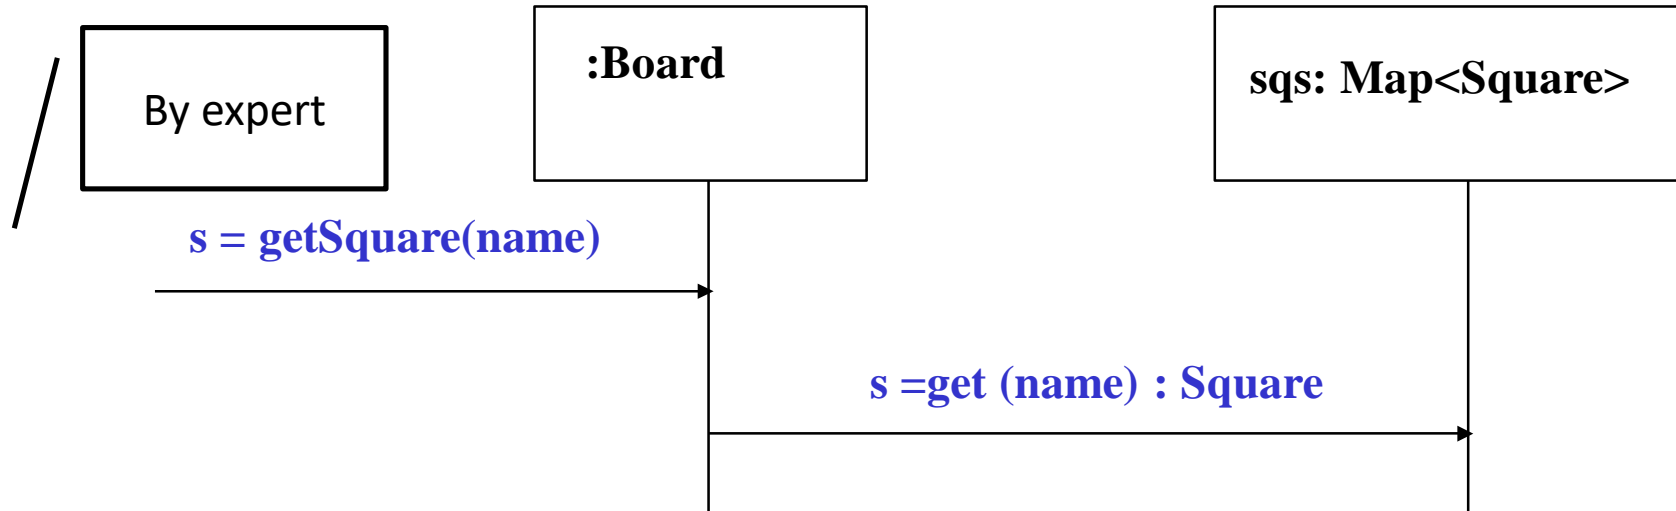 By expert
:Board
sqs: Map<Square>
s = getSquare(name)
s =get (name) : Square